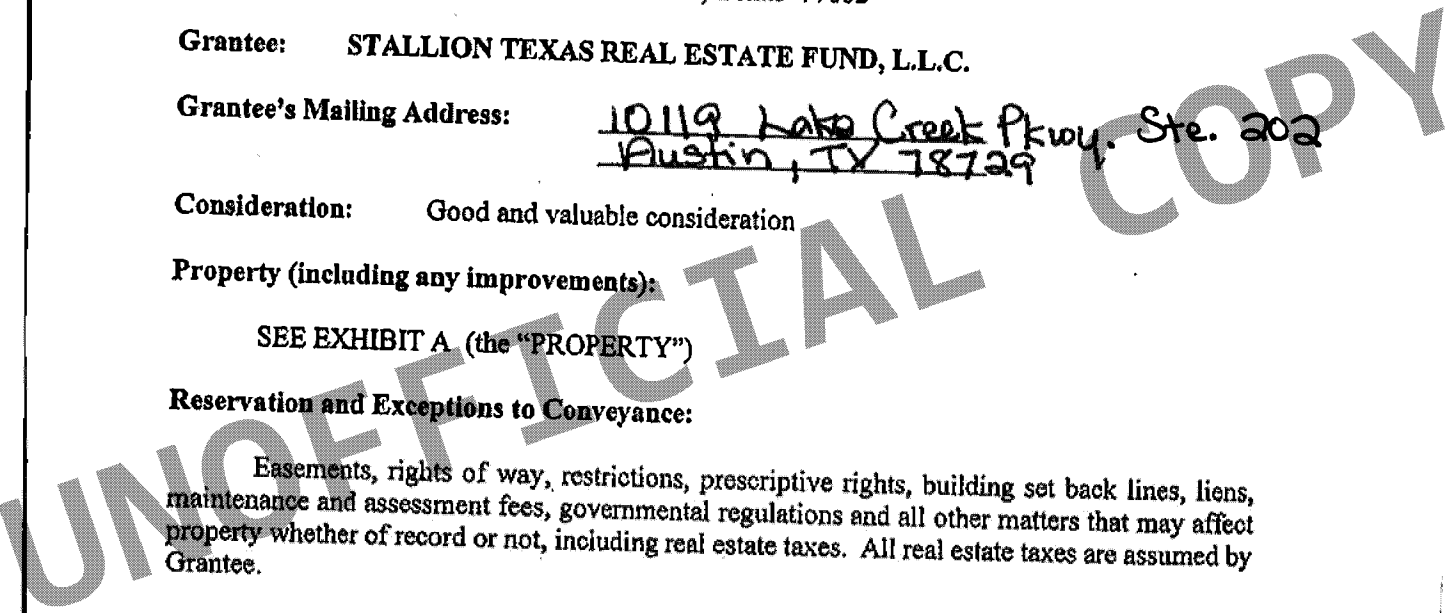 Grantee: STALLION TEXAS REAL ESTATE FUND, L.L.C.
Grantee's Mailing Address: 10119 Lake Creek Pkwy. Ste. 202
Austin, TX 78729
Consideration: Good and valuable consideration
Property (including any improvements):
SEE EXHIBIT A (the "PROPERTY")
Reservation and Exceptions to Conveyance:
Easements, rights of way, restrictions, prescriptive rights, building set back lines, liens,
maintenance and assessment fees, governmental regulations and all other matters that may affect
property whether of record or not, including real estate taxes. All real estate taxes are assumed by
Grantee.
UNOFFICIAL COPY